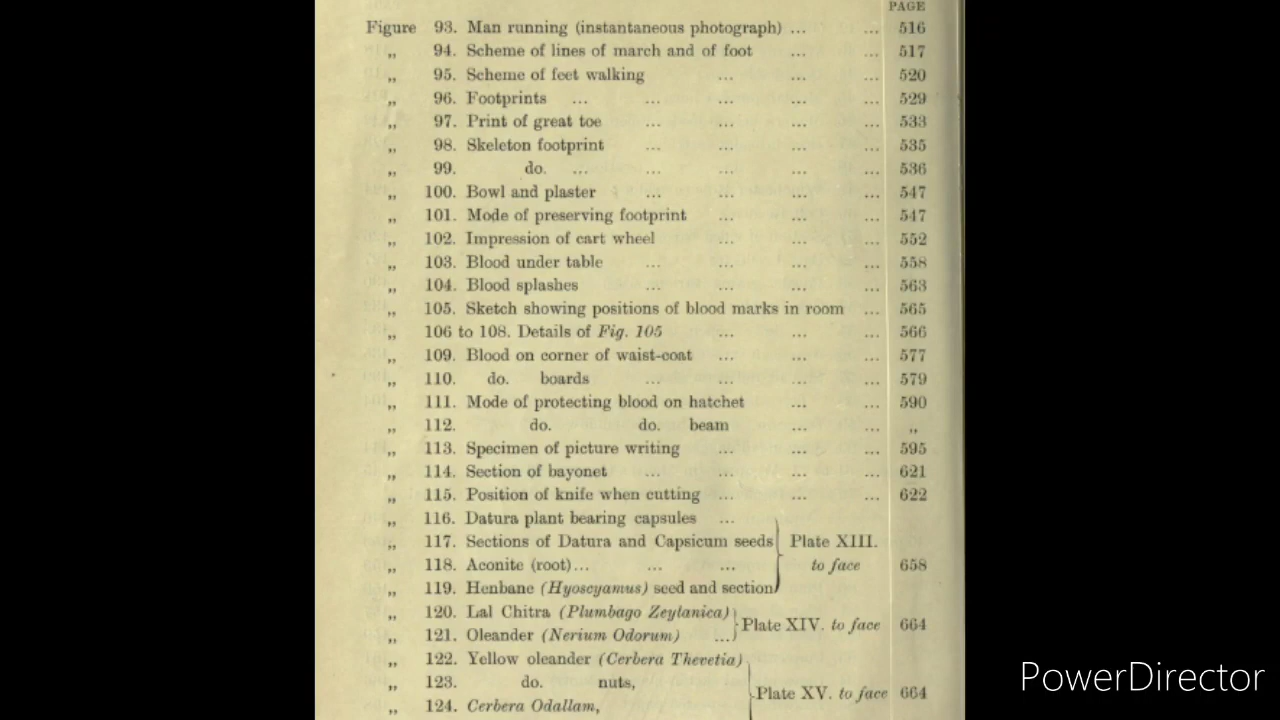 PAGE
Figure 93. Man running (instantaneous photograph) ... ... 516
„ 94. Scheme of lines of march and of foot ... ... 517
„ 95. Scheme of feet walking ... ... ... 520
„ 96. Footprints ... ... ... ... ... 529
„ 97. Print of great toe ... ... ... ... 533
„ 98. Skeleton footprint ... ... ... ... 535
„ 99. do. ... ... ... ... ... 536
„ 100. Bowl and plaster ... ... ... ... 547
„ 101. Mode of preserving footprint ... ... ... 547
„ 102. Impression of cart wheel ... ... ... 552
„ 103. Blood under table ... ... ... ... 558
„ 104. Blood splashes ... ... ... ... 563
„ 105. Sketch showing positions of blood marks in room ... 565
„ 106 to 108. Details of Fig. 105 ... ... ... 566
„ 109. Blood on corner of waist-coat ... ... ... 577
„ 110. do. boards ... ... ... ... 579
„ 111. Mode of protecting blood on hatchet ... ... 590
„ 112. do. do. beam ... ... „
„ 113. Specimen of picture writing ... ... ... 595
„ 114. Section of bayonet ... ... ... ... 621
„ 115. Position of knife when cutting ... ... ... 622
„ 116. Datura plant bearing capsules ...
„ 117. Sections of Datura and Capsicum seeds Plate XIII.
„ 118. Aconite (root)... ... ... to face 658
„ 119. Henbane (Hyoscyamus) seed and section
„ 120. Lal Chitra (Plumbago Zeylanica)
Plate XIV. to face 664
„ 121. Oleander (Nerium Odorum) ...
„ 122. Yellow oleander (Cerbera Thevetia)
„ 123. do. nuts,
Plate XV. to face 664
„ 124. Cerbera Odallam,
PowerDirector